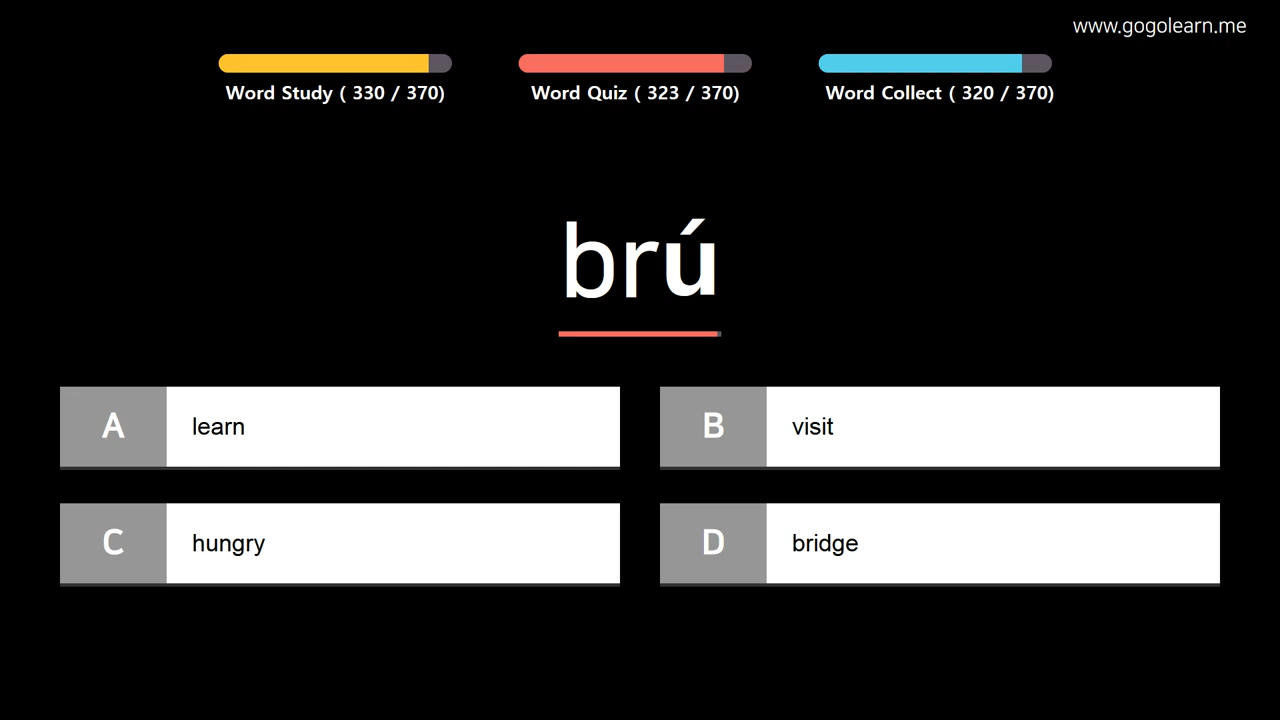 www.gogolearn.me
Word Study ( 330 / 370)
Word Quiz ( 323 / 370)
Word Collect ( 320 / 370)
brú
A learn
B visit
C hungry
D bridge